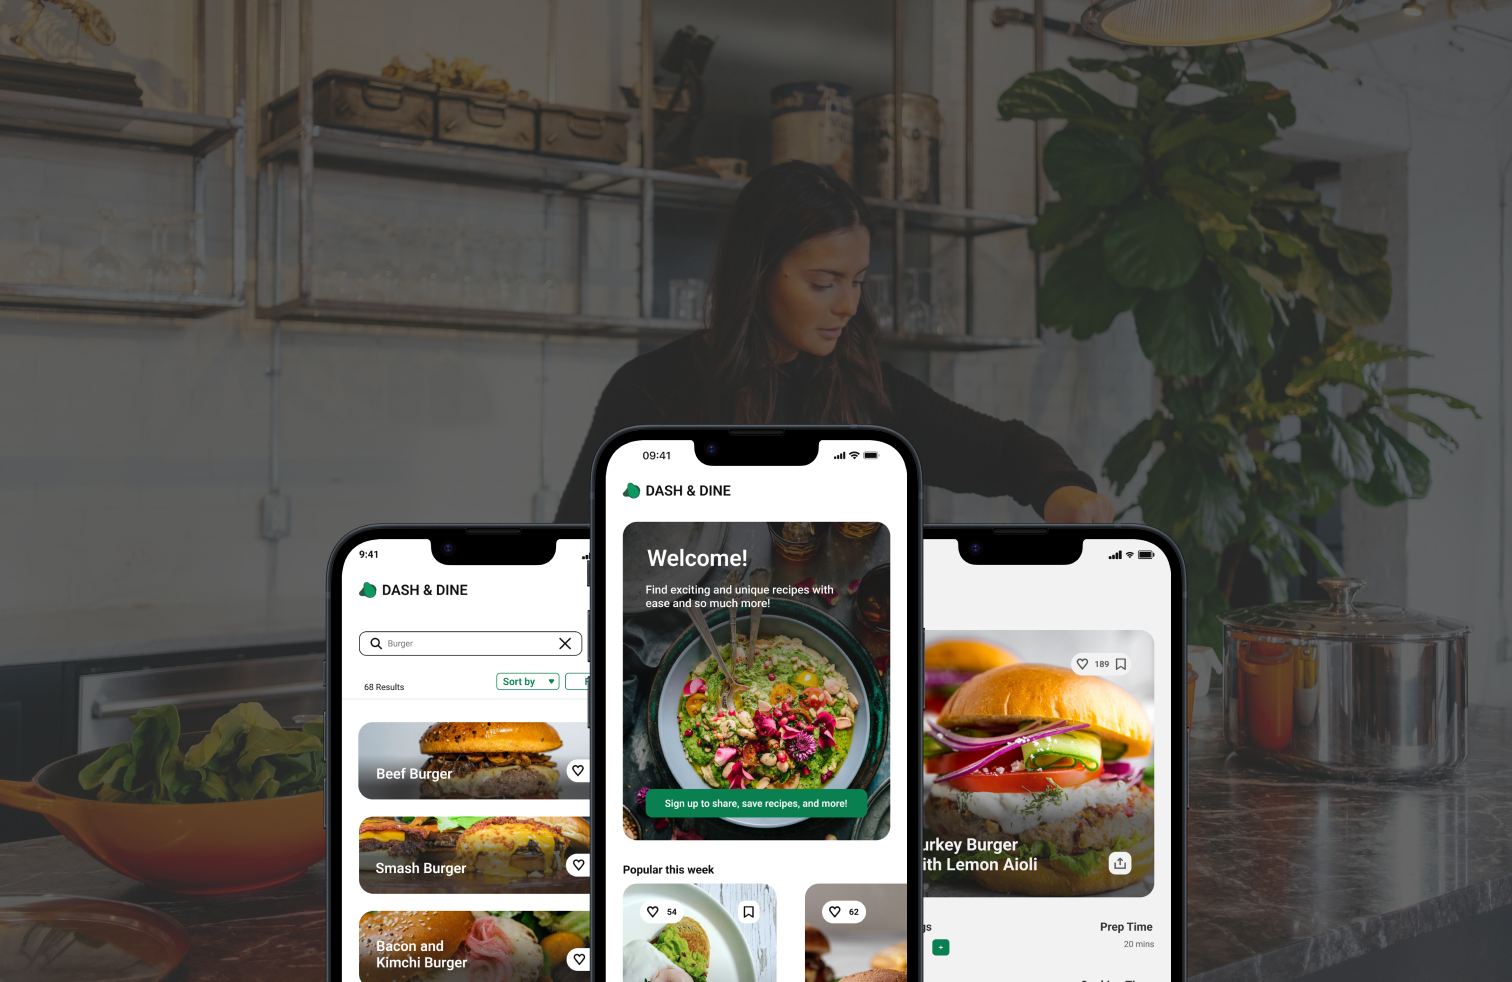 9:41
DASH & DINE
Burger
68 Results
Sort by
Beef Burger
Smash Burger
Bacon and
Kimchi Burger
09:41
DASH & DINE
Welcome!
Find exciting and unique recipes with
ease and so much more!
Sign up to share, save recipes, and more!
Popular this week
54
62
189
urkey Burger
ith Lemon Aioli
gs
+
Prep Time
20 mins